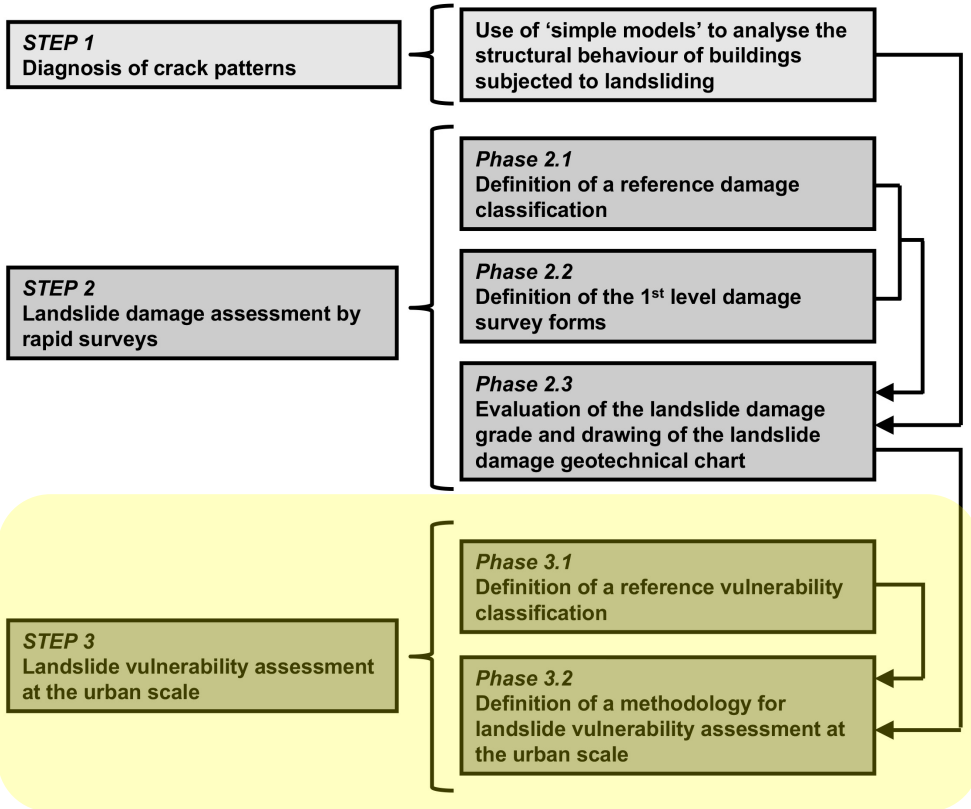 STEP 1
Diagnosis of crack patterns
Use of ‘simple models’ to analyse the
structural behaviour of buildings
subjected to landsliding
STEP 2
Landslide damage assessment by
rapid surveys
Phase 2.1
Definition of a reference damage
classification
Phase 2.2
Definition of the 1st level damage
survey forms
Phase 2.3
Evaluation of the landslide damage
grade and drawing of the landslide
damage geotechnical chart
STEP 3
Landslide vulnerability assessment
at the urban scale
Phase 3.1
Definition of a reference vulnerability
classification
Phase 3.2
Definition of a methodology for
landslide vulnerability assessment at
the urban scale